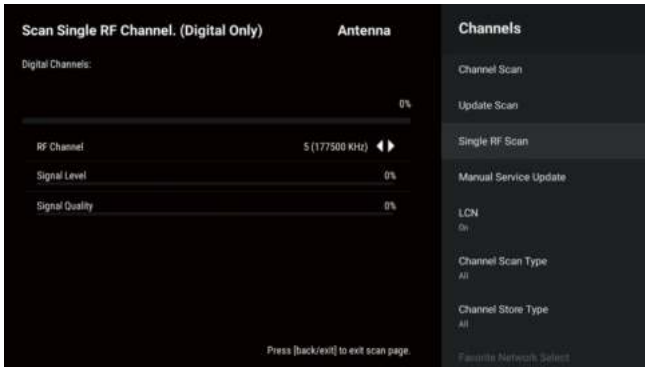 Scan Single RF Channel. (Digital Only) Antenna
Digital Channels:
0%
RF Channel 5 (177500 KHz)
Signal Level 0%
Signal Quality 0%
Press [back/exit] to exit scan page.
Channels
Channel Scan
Update Scan
Single RF Scan
Manual Service Update
LCN
On
Channel Scan Type
All
Channel Store Type
All
Favorite Network Select